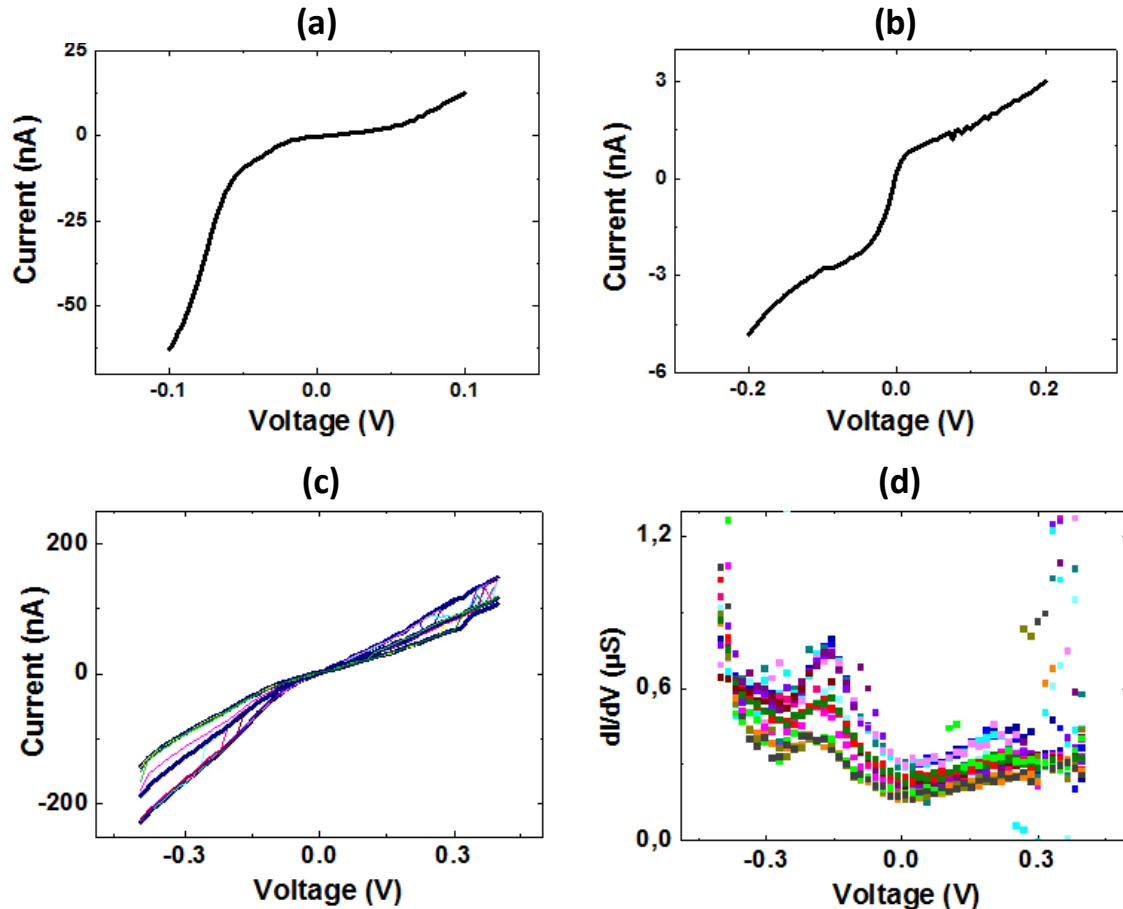 (a)
25
0
-25
-50
-0.1
0.0
0.1
Current (nA)
Voltage (V)
(b)
3
0
-3
-6
-0.2
0.0
0.2
Current (nA)
Voltage (V)
(c)
200
0
-200
-0.3
0.0
0.3
Current (nA)
Voltage (V)
(d)
1,2
0,6
0,3
0,0
-0.3
0.0
0.3
dI/dV (µS)
Voltage (V)